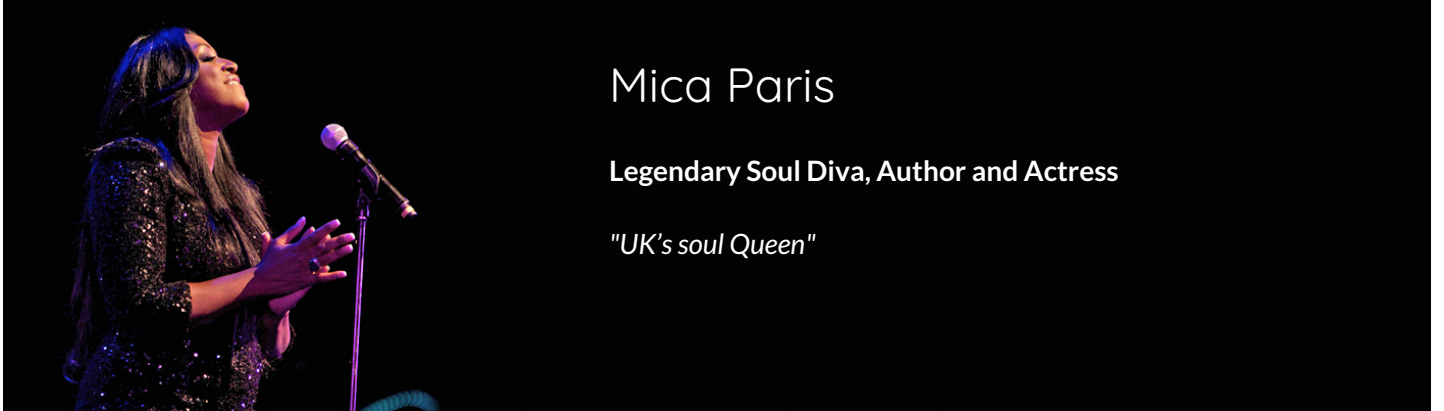 Mica Paris
Legendary Soul Diva, Author and Actress
"UK’s soul Queen"